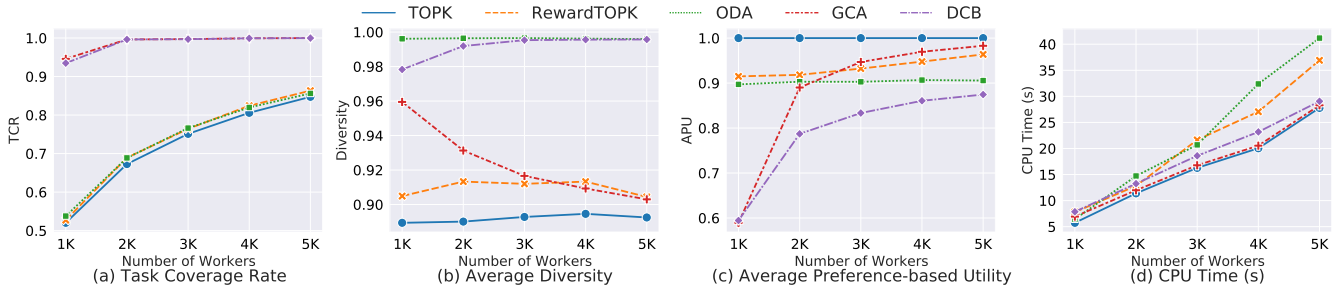 TOPK RewardTOPK ODA GCA DCB
TCR
1.0
0.9
0.8
0.7
0.6
0.5
1K 2K 3K 4K 5K
Number of Workers
(a) Task Coverage Rate
Diversity
1.00
0.98
0.96
0.94
0.92
0.90
1K 2K 3K 4K 5K
Number of Workers
(b) Average Diversity
APU
1.0
0.9
0.8
0.7
0.6
1K 2K 3K 4K 5K
Number of Workers
(c) Average Preference-based Utility
CPU Time (s)
40
35
30
25
20
15
10
5
1K 2K 3K 4K 5K
Number of Workers
(d) CPU Time (s)